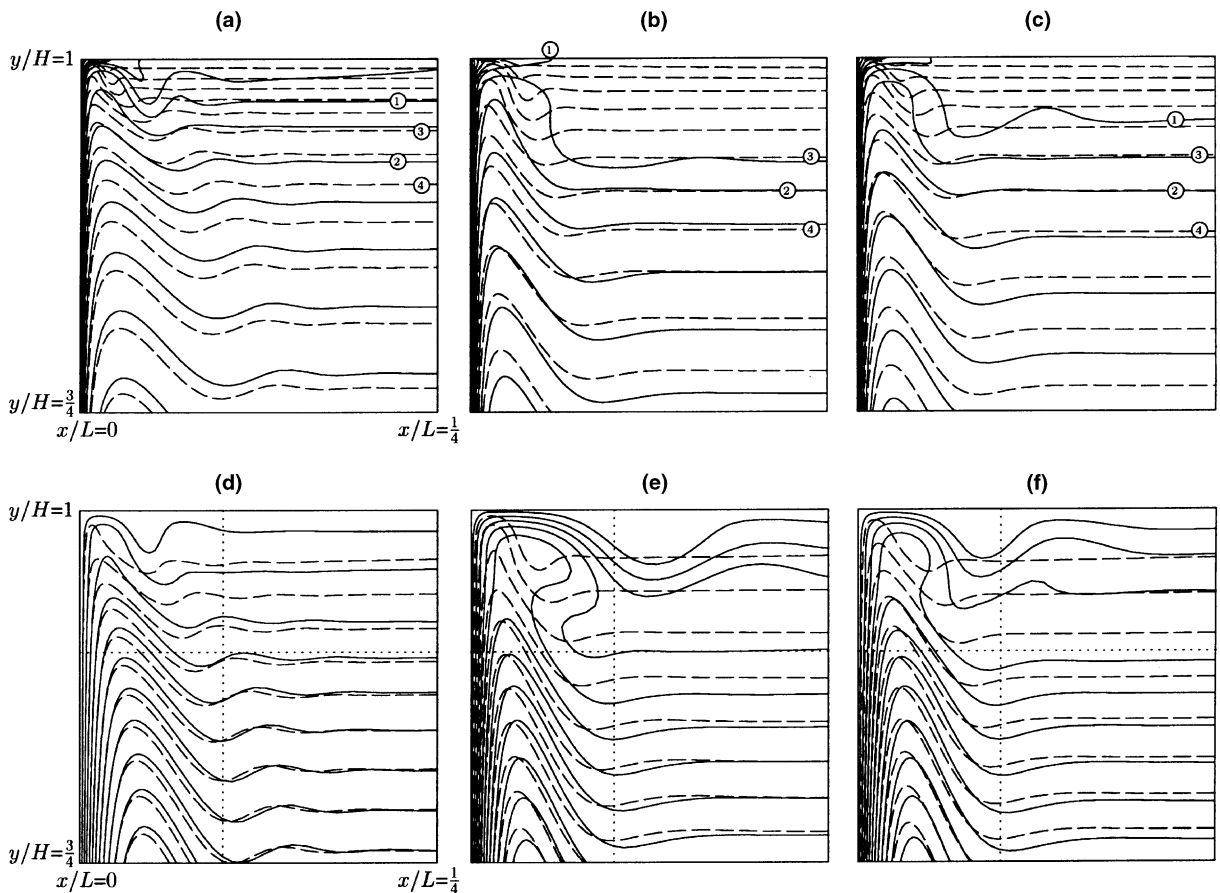 (a)
(b)
(c)
y/H=1
①
①
①
③
②
④
③
②
④
③
②
④
y/H=3/4
x/L=0
x/L=1/4
(d)
(e)
(f)
y/H=1
y/H=3/4
x/L=0
x/L=1/4